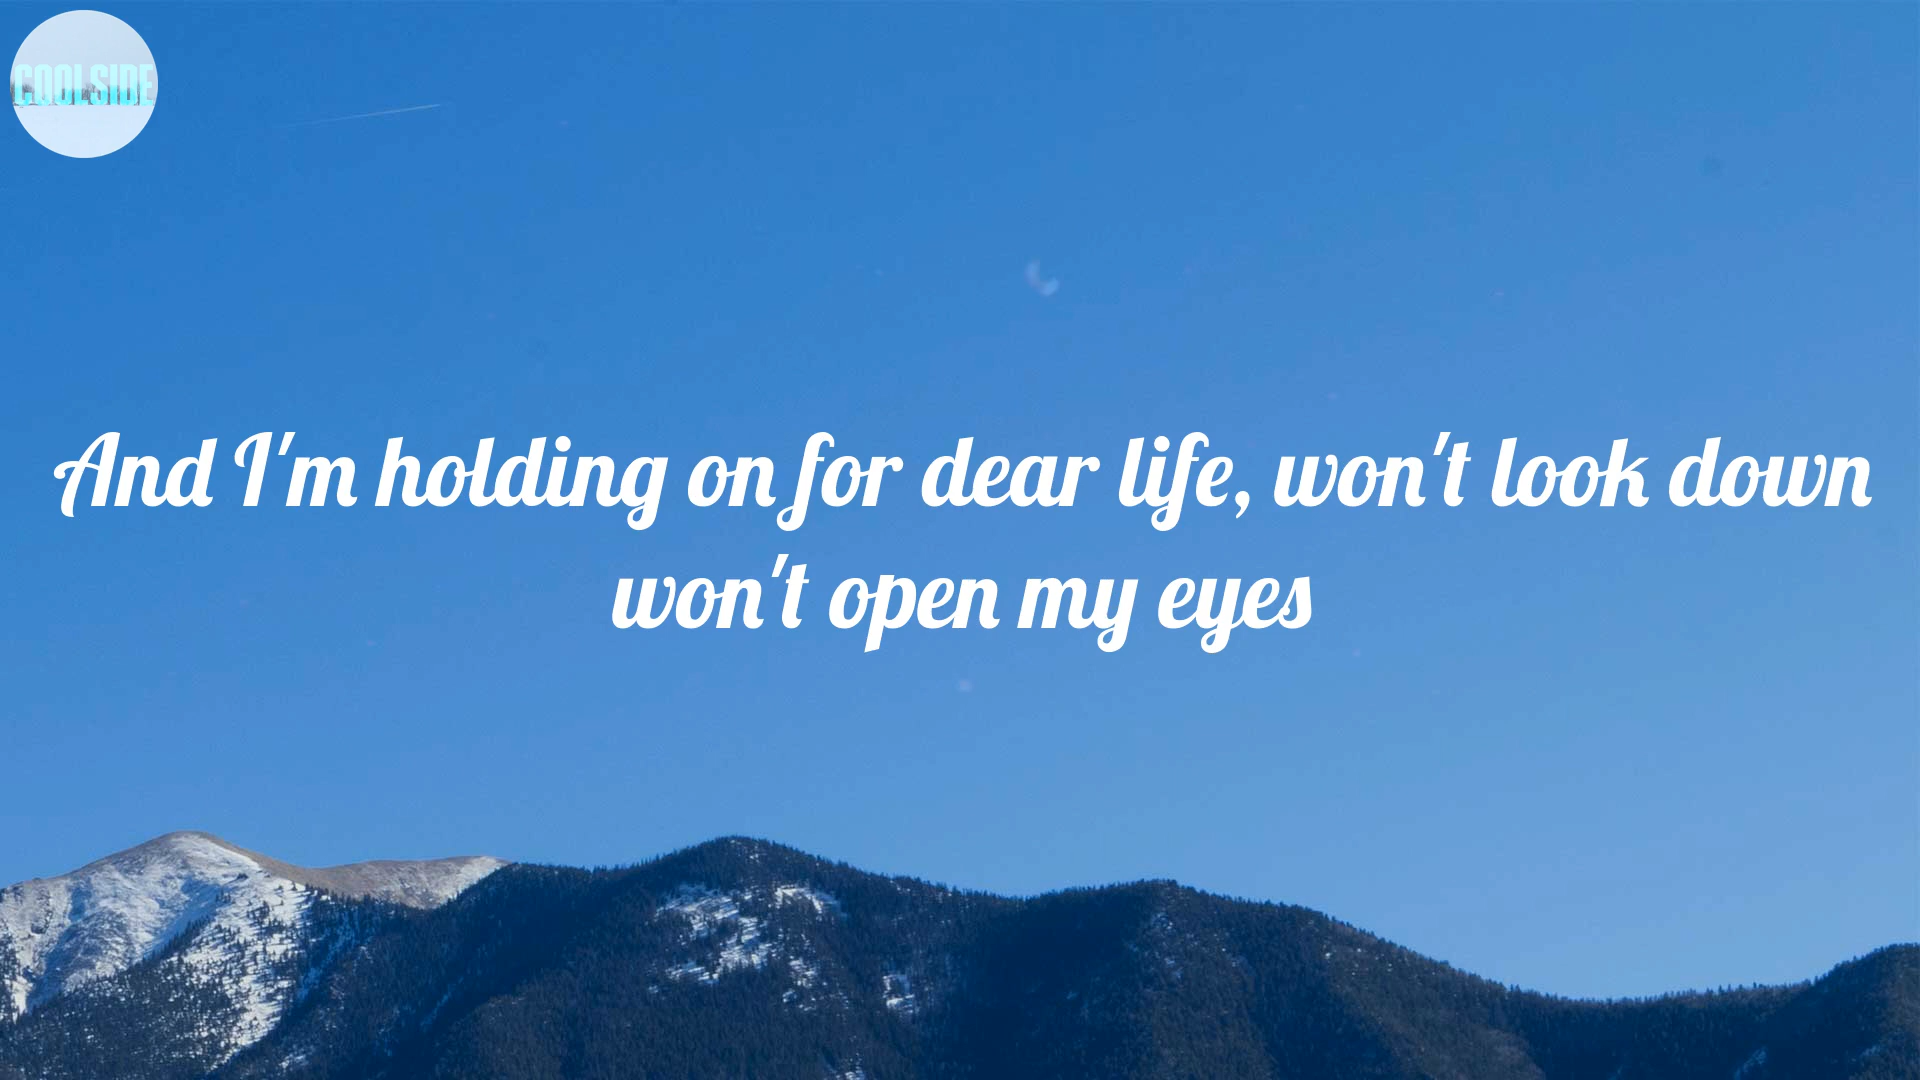 COOLSIDE
And I'm holding on for dear life, won't look down
won't open my eyes